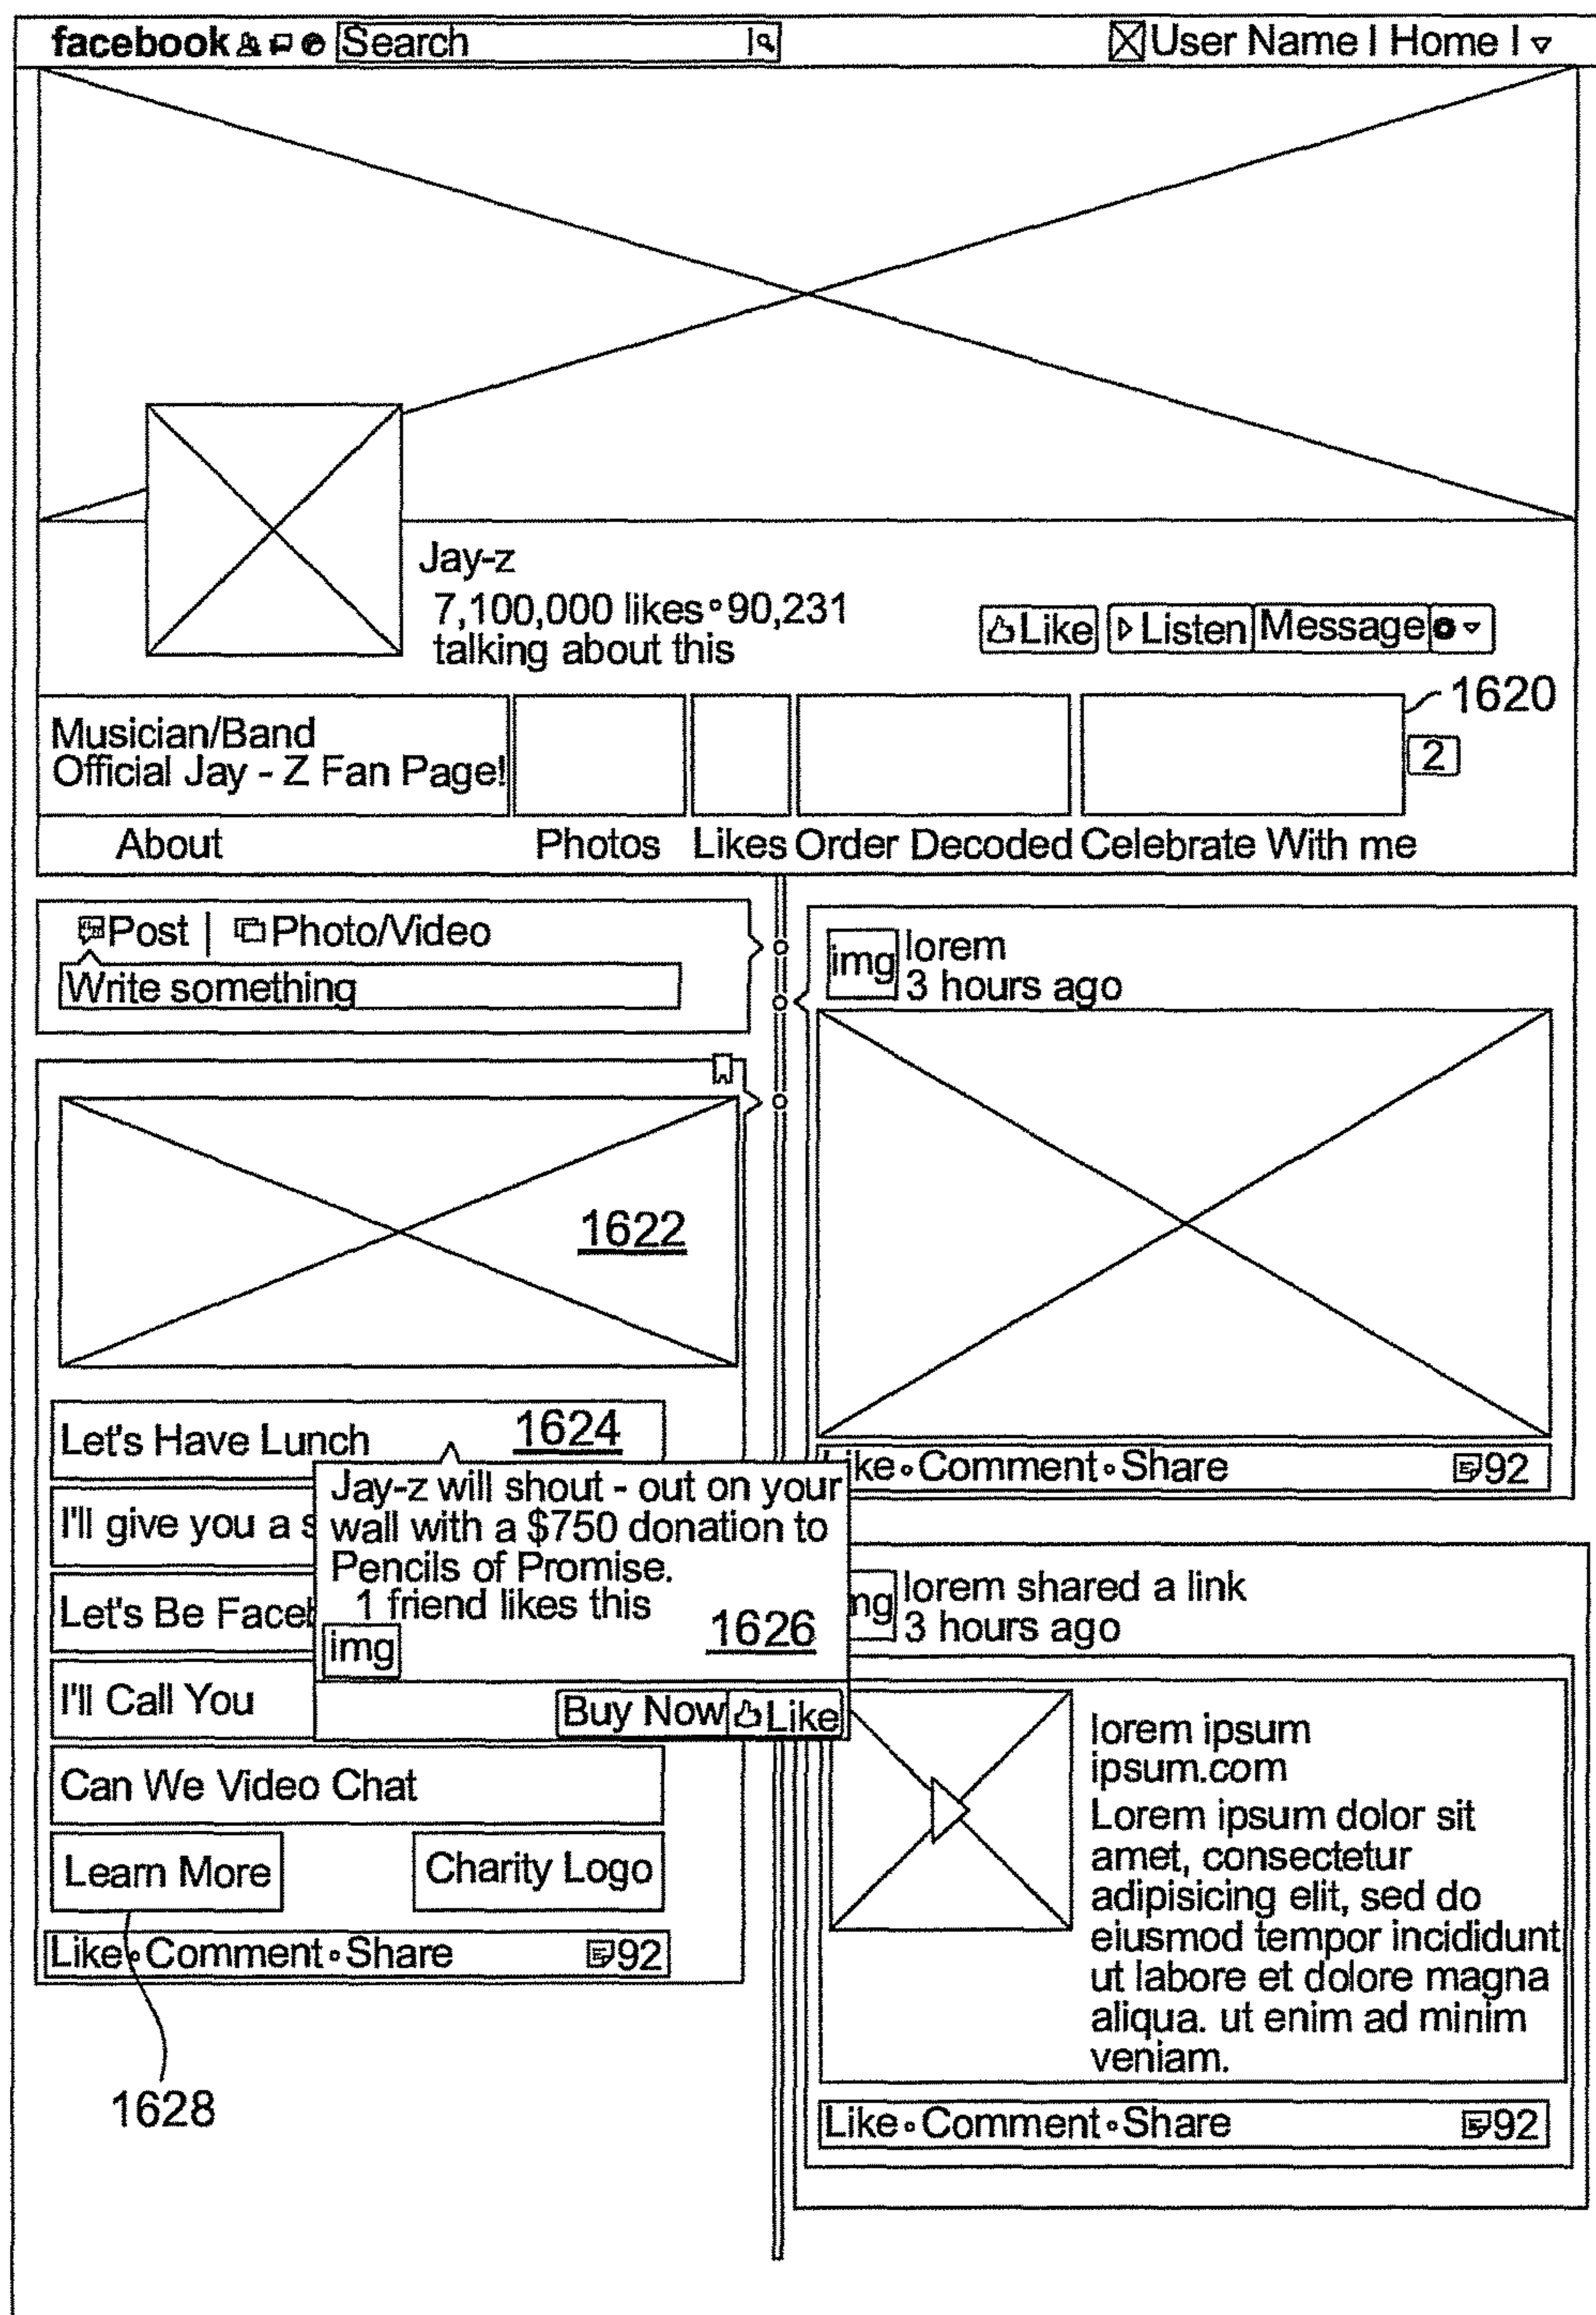 facebook Search User Name | Home |
Jay-z
7,100,000 likes 90,231
talking about this
Like Listen Message
1620
Musician/Band
Official Jay - Z Fan Page!
2
About Photos Likes Order Decoded Celebrate With me
Post | Photo/Video
Write something
1622
Let's Have Lunch 1624
I'll give you a
Let's Be
I'll Call You
Jay-z will shout - out on your
wall with a $750 donation to
Pencils of Promise.
1 friend likes this
1626
img
Buy Now Like
Can We Video Chat
Learn More Charity Logo
Like Comment Share 92
1628
img lorem
3 hours ago
Comment Share 92
lorem shared a link
3 hours ago
lorem ipsum
ipsum.com
Lorem ipsum dolor sit
amet, consectetur
adipisicing elit, sed do
eiusmod tempor incididunt
ut labore et dolore magna
aliqua. ut enim ad minim
veniam.
Like Comment Share 92